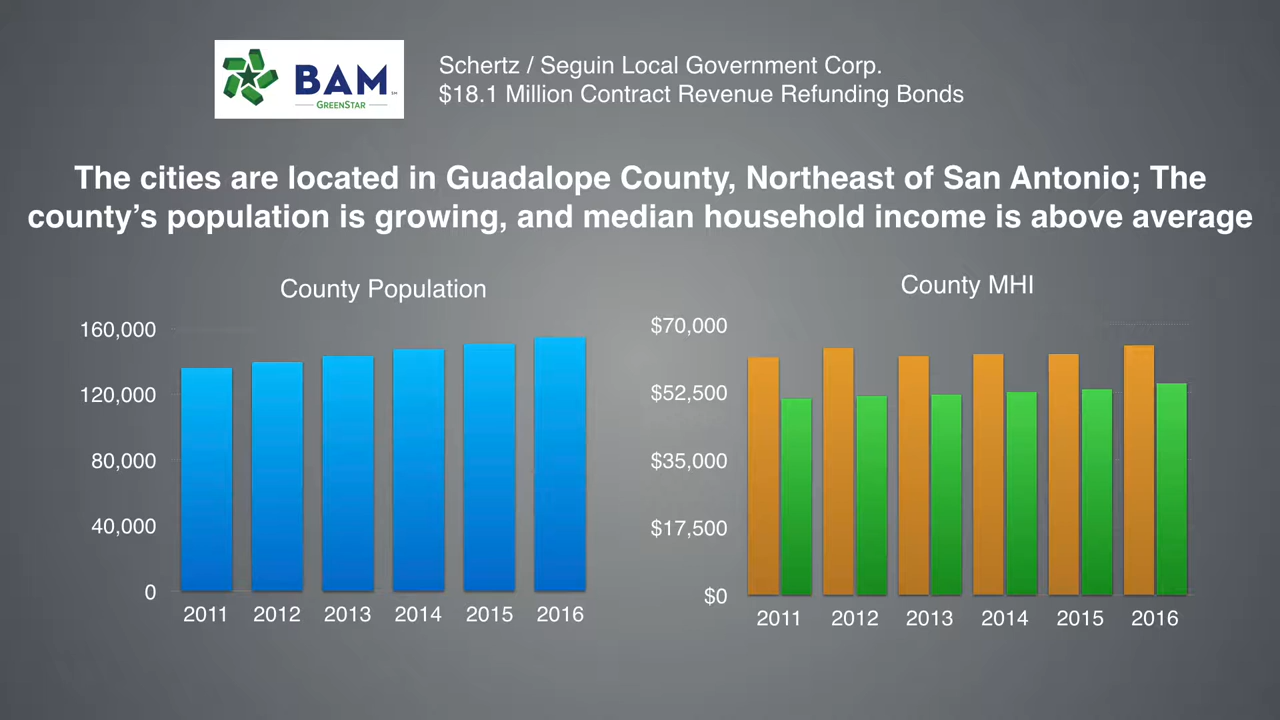 BAM
GREENSTAR
Schertz / Seguin Local Government Corp.
$18.1 Million Contract Revenue Refunding Bonds
The cities are located in Guadalope County, Northeast of San Antonio; The
county’s population is growing, and median household income is above average
County Population
160,000
120,000
80,000
40,000
0
2011 2012 2013 2014 2015 2016
County MHI
$70,000
$52,500
$35,000
$17,500
$0
2011 2012 2013 2014 2015 2016